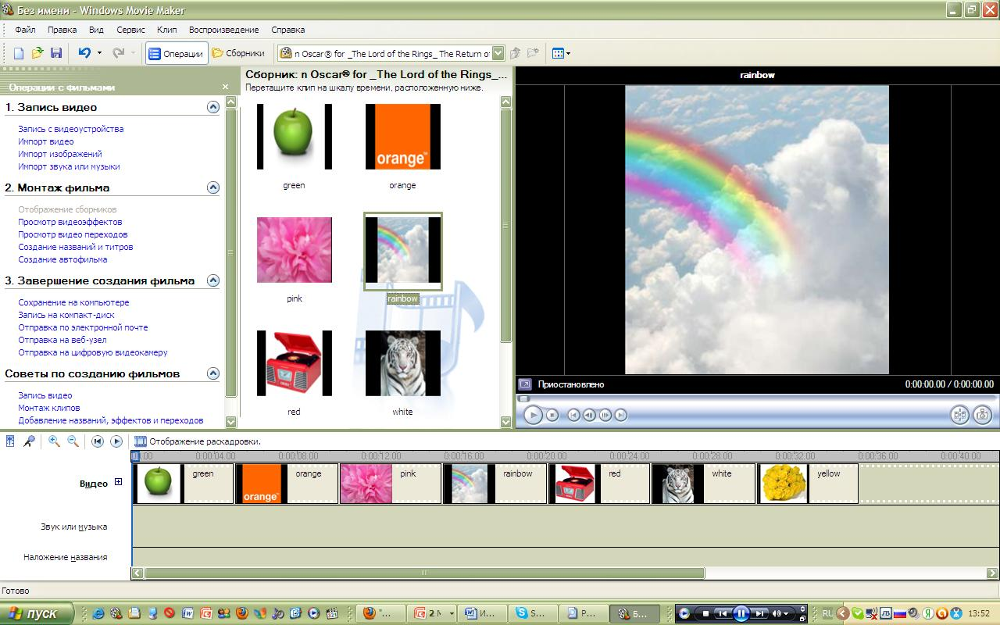 Без имени - Windows Movie Maker
Файл Правка Вид Сервис Клип Воспроизведение Справка
Операции Сборники n Oscar® for _The Lord of the Rings_ The Return o
Операции с фильмами
1. Запись видео
Запись с видеоустройства
Импорт видео
Импорт изображений
Импорт звука или музыки
2. Монтаж фильма
Отображение сборников
Просмотр видеоэффектов
Просмотр видео переходов
Создание названий и титров
Создание автофильма
3. Завершение создания фильма
Сохранение на компьютере
Запись на компакт-диск
Отправка по электронной почте
Отправка на веб-узел
Отправка на цифровую видеокамеру
Советы по созданию фильмов
Запись видео
Монтаж клипов
Добавление названий, эффектов и переходов
Сборник: n Oscar® for _The Lord of the Rings_...
Перетащите клип на шкалу времени, расположенную ниже.
orange™
green orange
pink rainbow
red white
rainbow
Приостановлено 0:00:00.00 / 0:00:00.00
Отображение раскадровки.
.00 0:00:04.00 0:00:08.00 0:00:12.00 0:00:16.00 0:00:20.00 0:00:24.00 0:00:28.00 0:00:32.00 0:00:36.00 0:00:40.00
Видео green orange™ orange pink rainbow red white yellow
Звук или музыка
Наложение названия
Готово
пуск "... 2 И... S... P... Б... RU 13:52